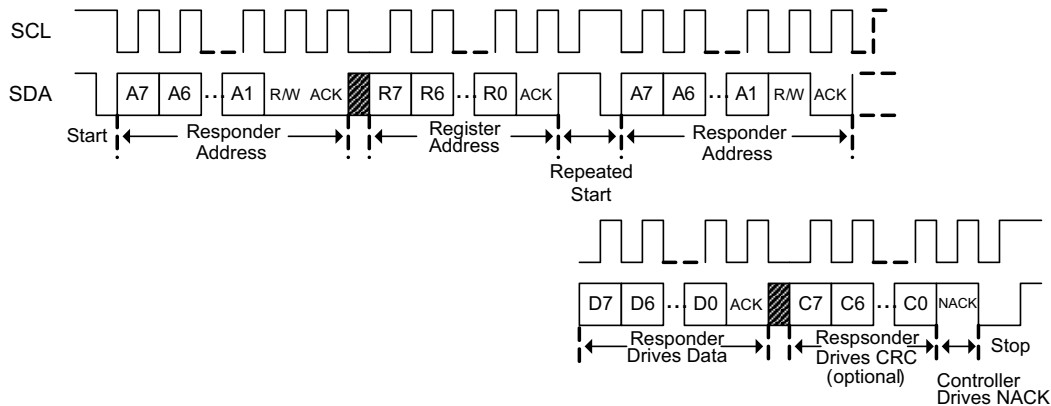 SCL
SDA
A7 A6 ... A1 R/W ACK R7 R6 ... R0 ACK A7 A6 ... A1 R/W ACK
Start
Responder
Address
Register
Address
Repeated
Start
Responder
Address
D7 D6 ... D0 ACK C7 C6 ... C0 NACK
Responder
Drives Data
Respsonder
Drives CRC
(optional)
Stop
Controller
Drives NACK